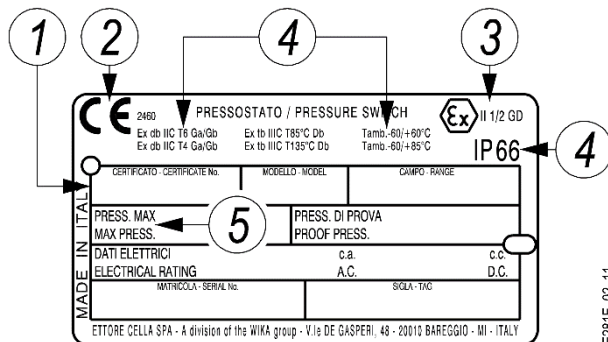 1 2 4 3
CE 2460 PRESSOSTATO / PRESSURE SWITCH Ex II 1/2 GD
Ex db IIC T6 Ga/Gb Ex tb IIIC T85°C Db Tamb.-60/+60°C
Ex db IIC T4 Ga/Gb Ex tb IIIC T135°C Db Tamb.-60/+85°C
IP66 4
CERTIFICATO - CERTIFICATE No. MODELLO - MODEL CAMPO - RANGE
PRESS. MAX 5 PRESS. DI PROVA
MAX PRESS. PROOF PRESS.
DATI ELETTRICI c.a. c.c.
ELECTRICAL RATING A.C. D.C.
MATRICOLA - SERIAL No. SIGLA - TAG
MADE IN ITALY
ETTORE CELLA SPA - A division of the WIKA group - V.le DE GASPERI, 48 - 20010 BAREGGIO - MI - ITALY